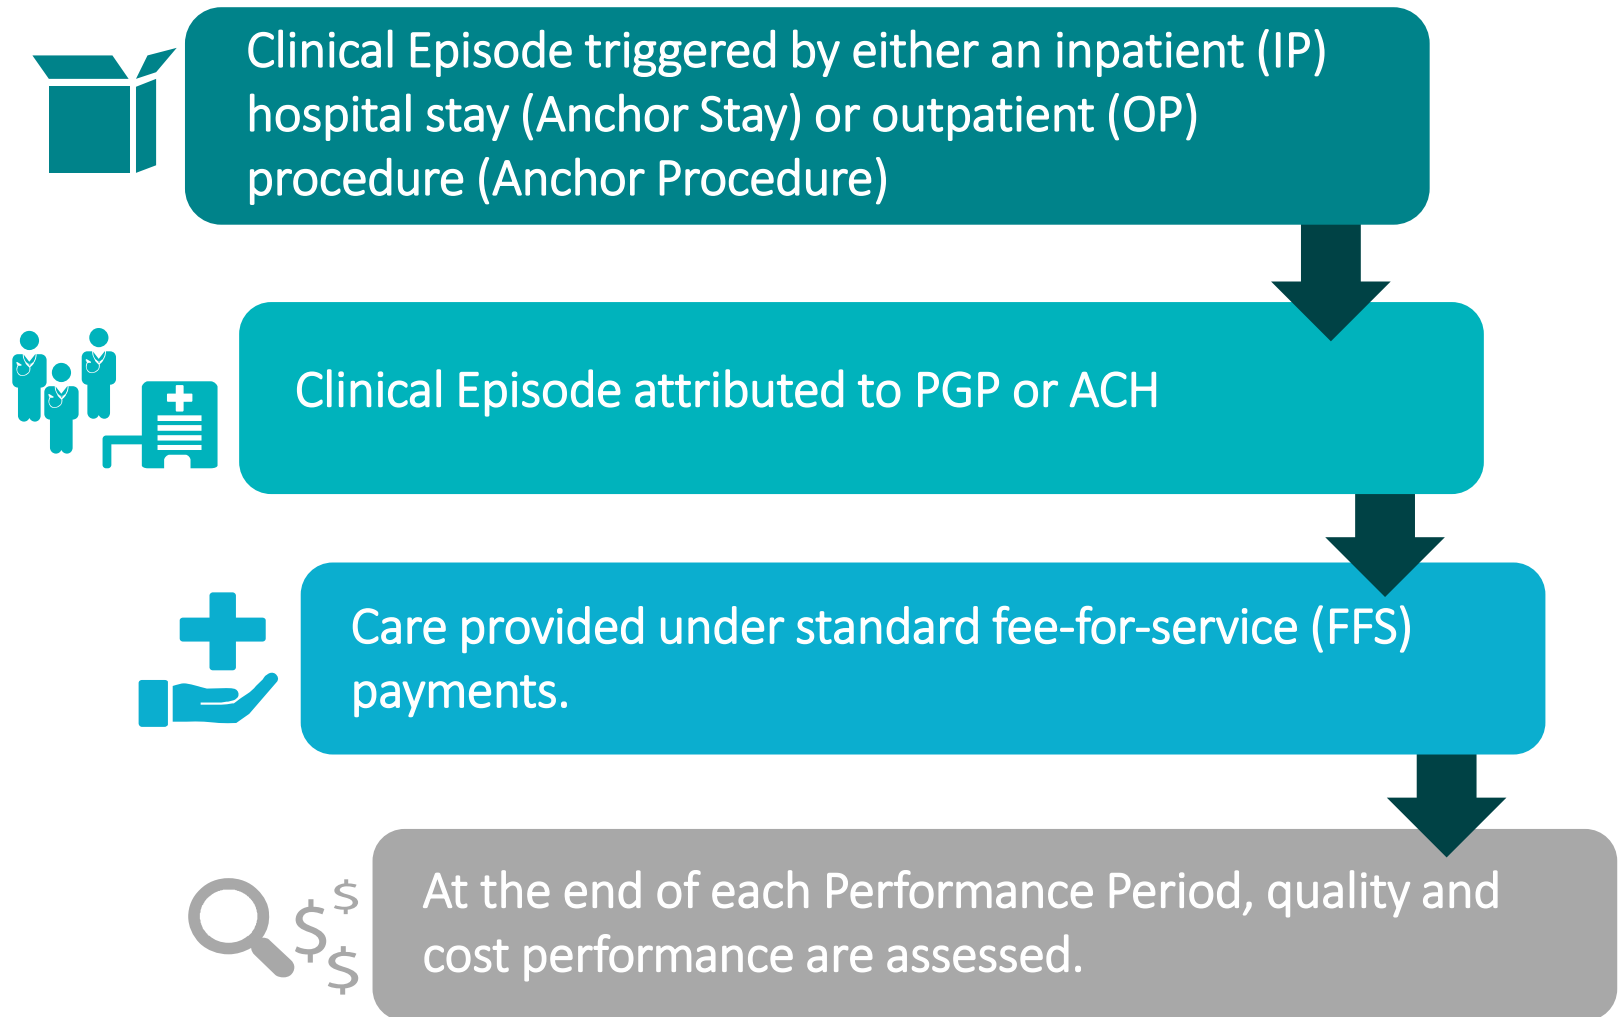 Clinical Episode triggered by either an inpatient (IP)
hospital stay (Anchor Stay) or outpatient (OP)
procedure (Anchor Procedure)
Clinical Episode attributed to PGP or ACH
Care provided under standard fee-for-service (FFS)
payments.
At the end of each Performance Period, quality and
cost performance are assessed.
$
$
$